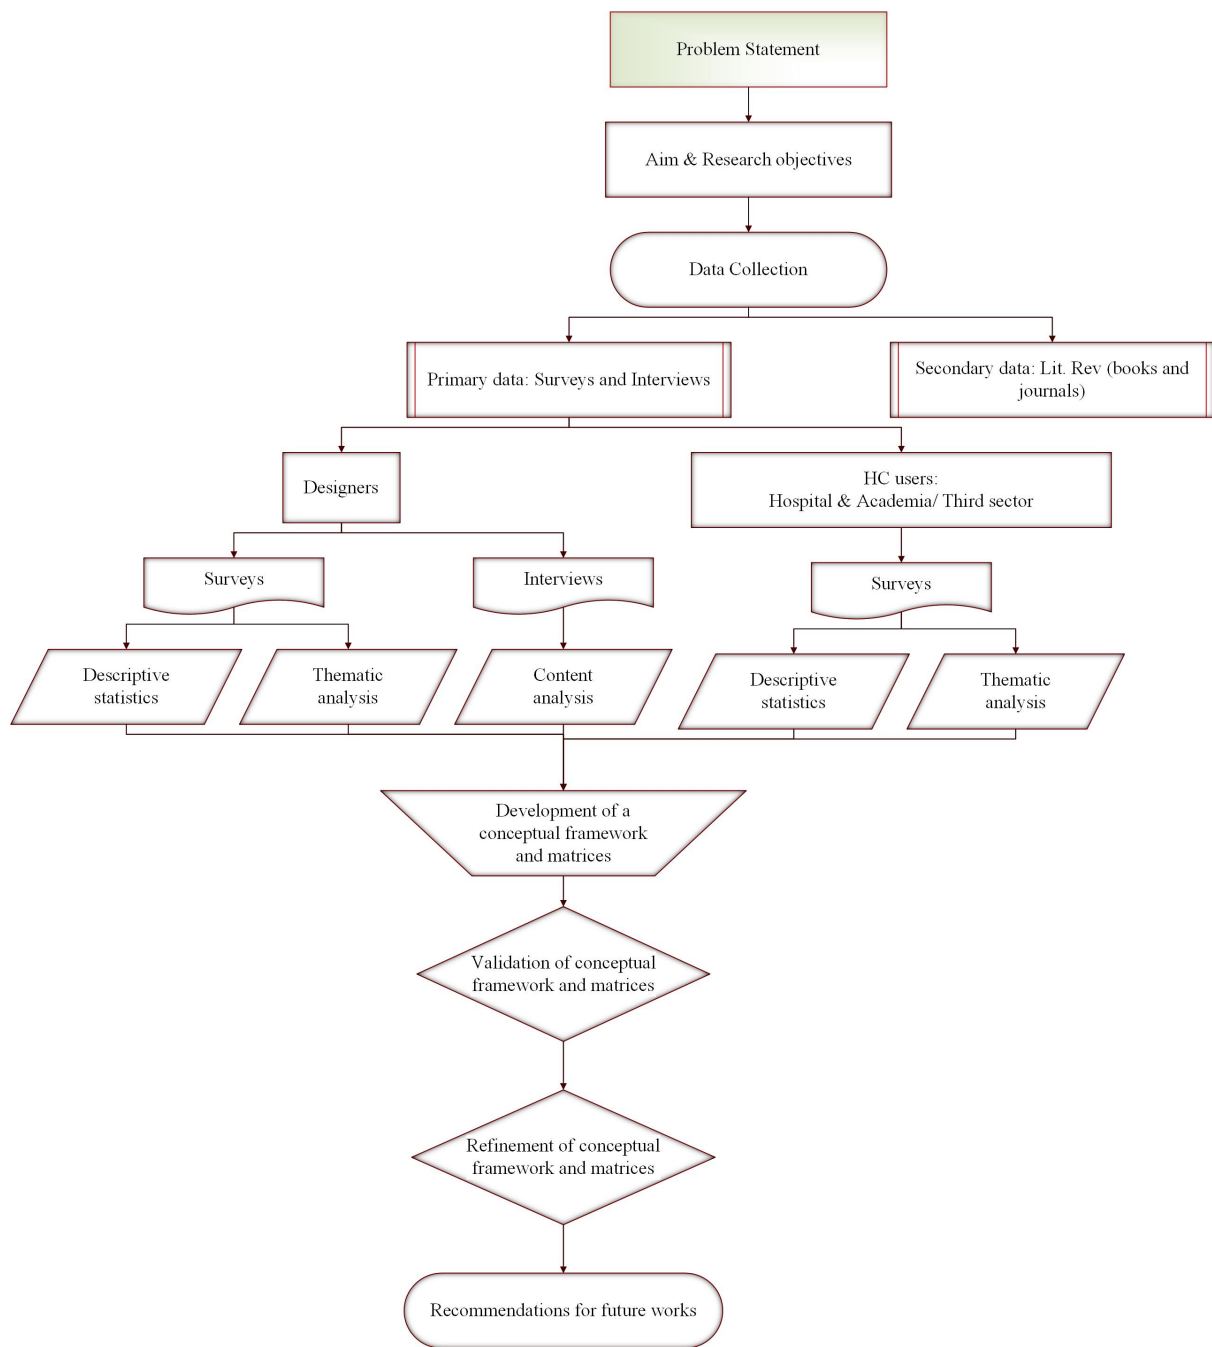 Problem Statement
Aim & Research objectives
Data Collection
Primary data: Surveys and Interviews
Secondary data: Lit. Rev (books and
journals)
Designers
HC users:
Hospital & Academia/ Third sector
Surveys
Interviews
Surveys
Descriptive
statistics
Thematic
analysis
Content
analysis
Descriptive
statistics
Thematic
analysis
Development of a
conceptual framework
and matrices
Validation of conceptual
framework and matrices
Refinement of conceptual
framework and matrices
Recommendations for future works